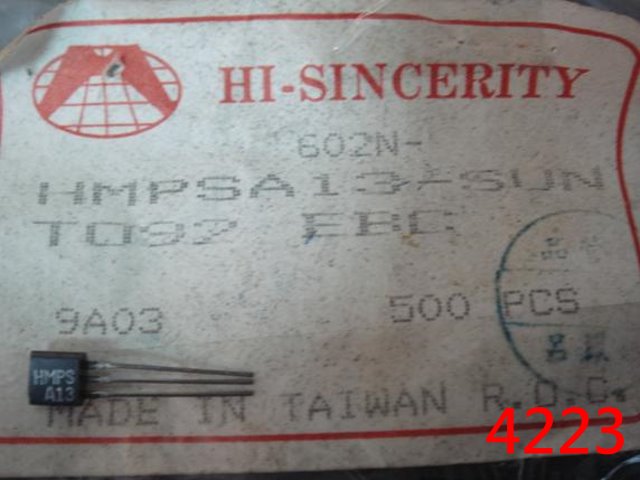 HI-SINCERITY
602N-
HMPSA13-SUN
TO92 EBC
9A03 500 PCS
HMPS
A13
MADE IN TAIWAN R.O.C.
4223